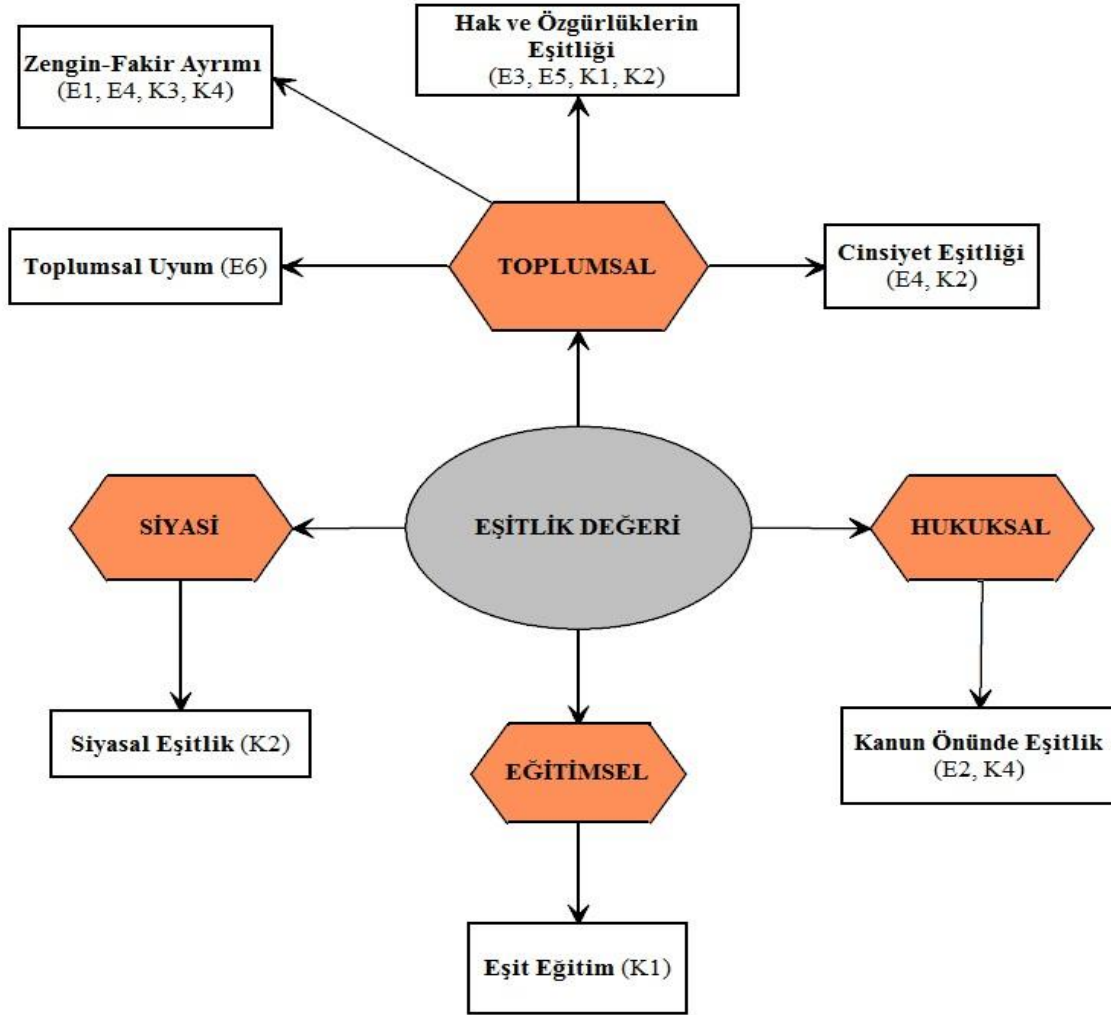 Hak ve Özgürlüklerin
Eşitliği
(E3, E5, K1, K2)
Zengin-Fakir Ayrımı
(E1, E4, K3, K4)
Toplumsal Uyum (E6)
TOPLUMSAL
Cinsiyet Eşitliği
(E4, K2)
SİYASİ
EŞİTLİK DEĞERİ
HUKUKSAL
Siyasal Eşitlik (K2)
EĞİTİMSEL
Kanun Önünde Eşitlik
(E2, K4)
Eşit Eğitim (K1)